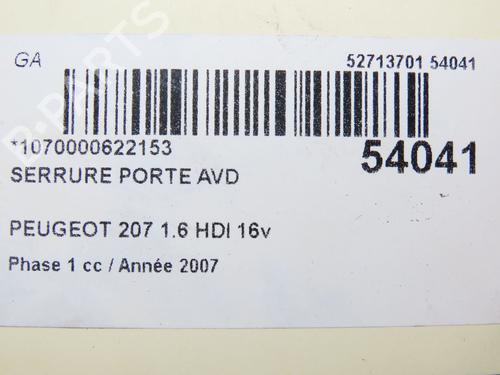 GA
52713701 54041
*1070000622153
54041
SERRURE PORTE AVD
PEUGEOT 207 1.6 HDI 16v
Phase 1 cc / Année 2007
B-PARTS